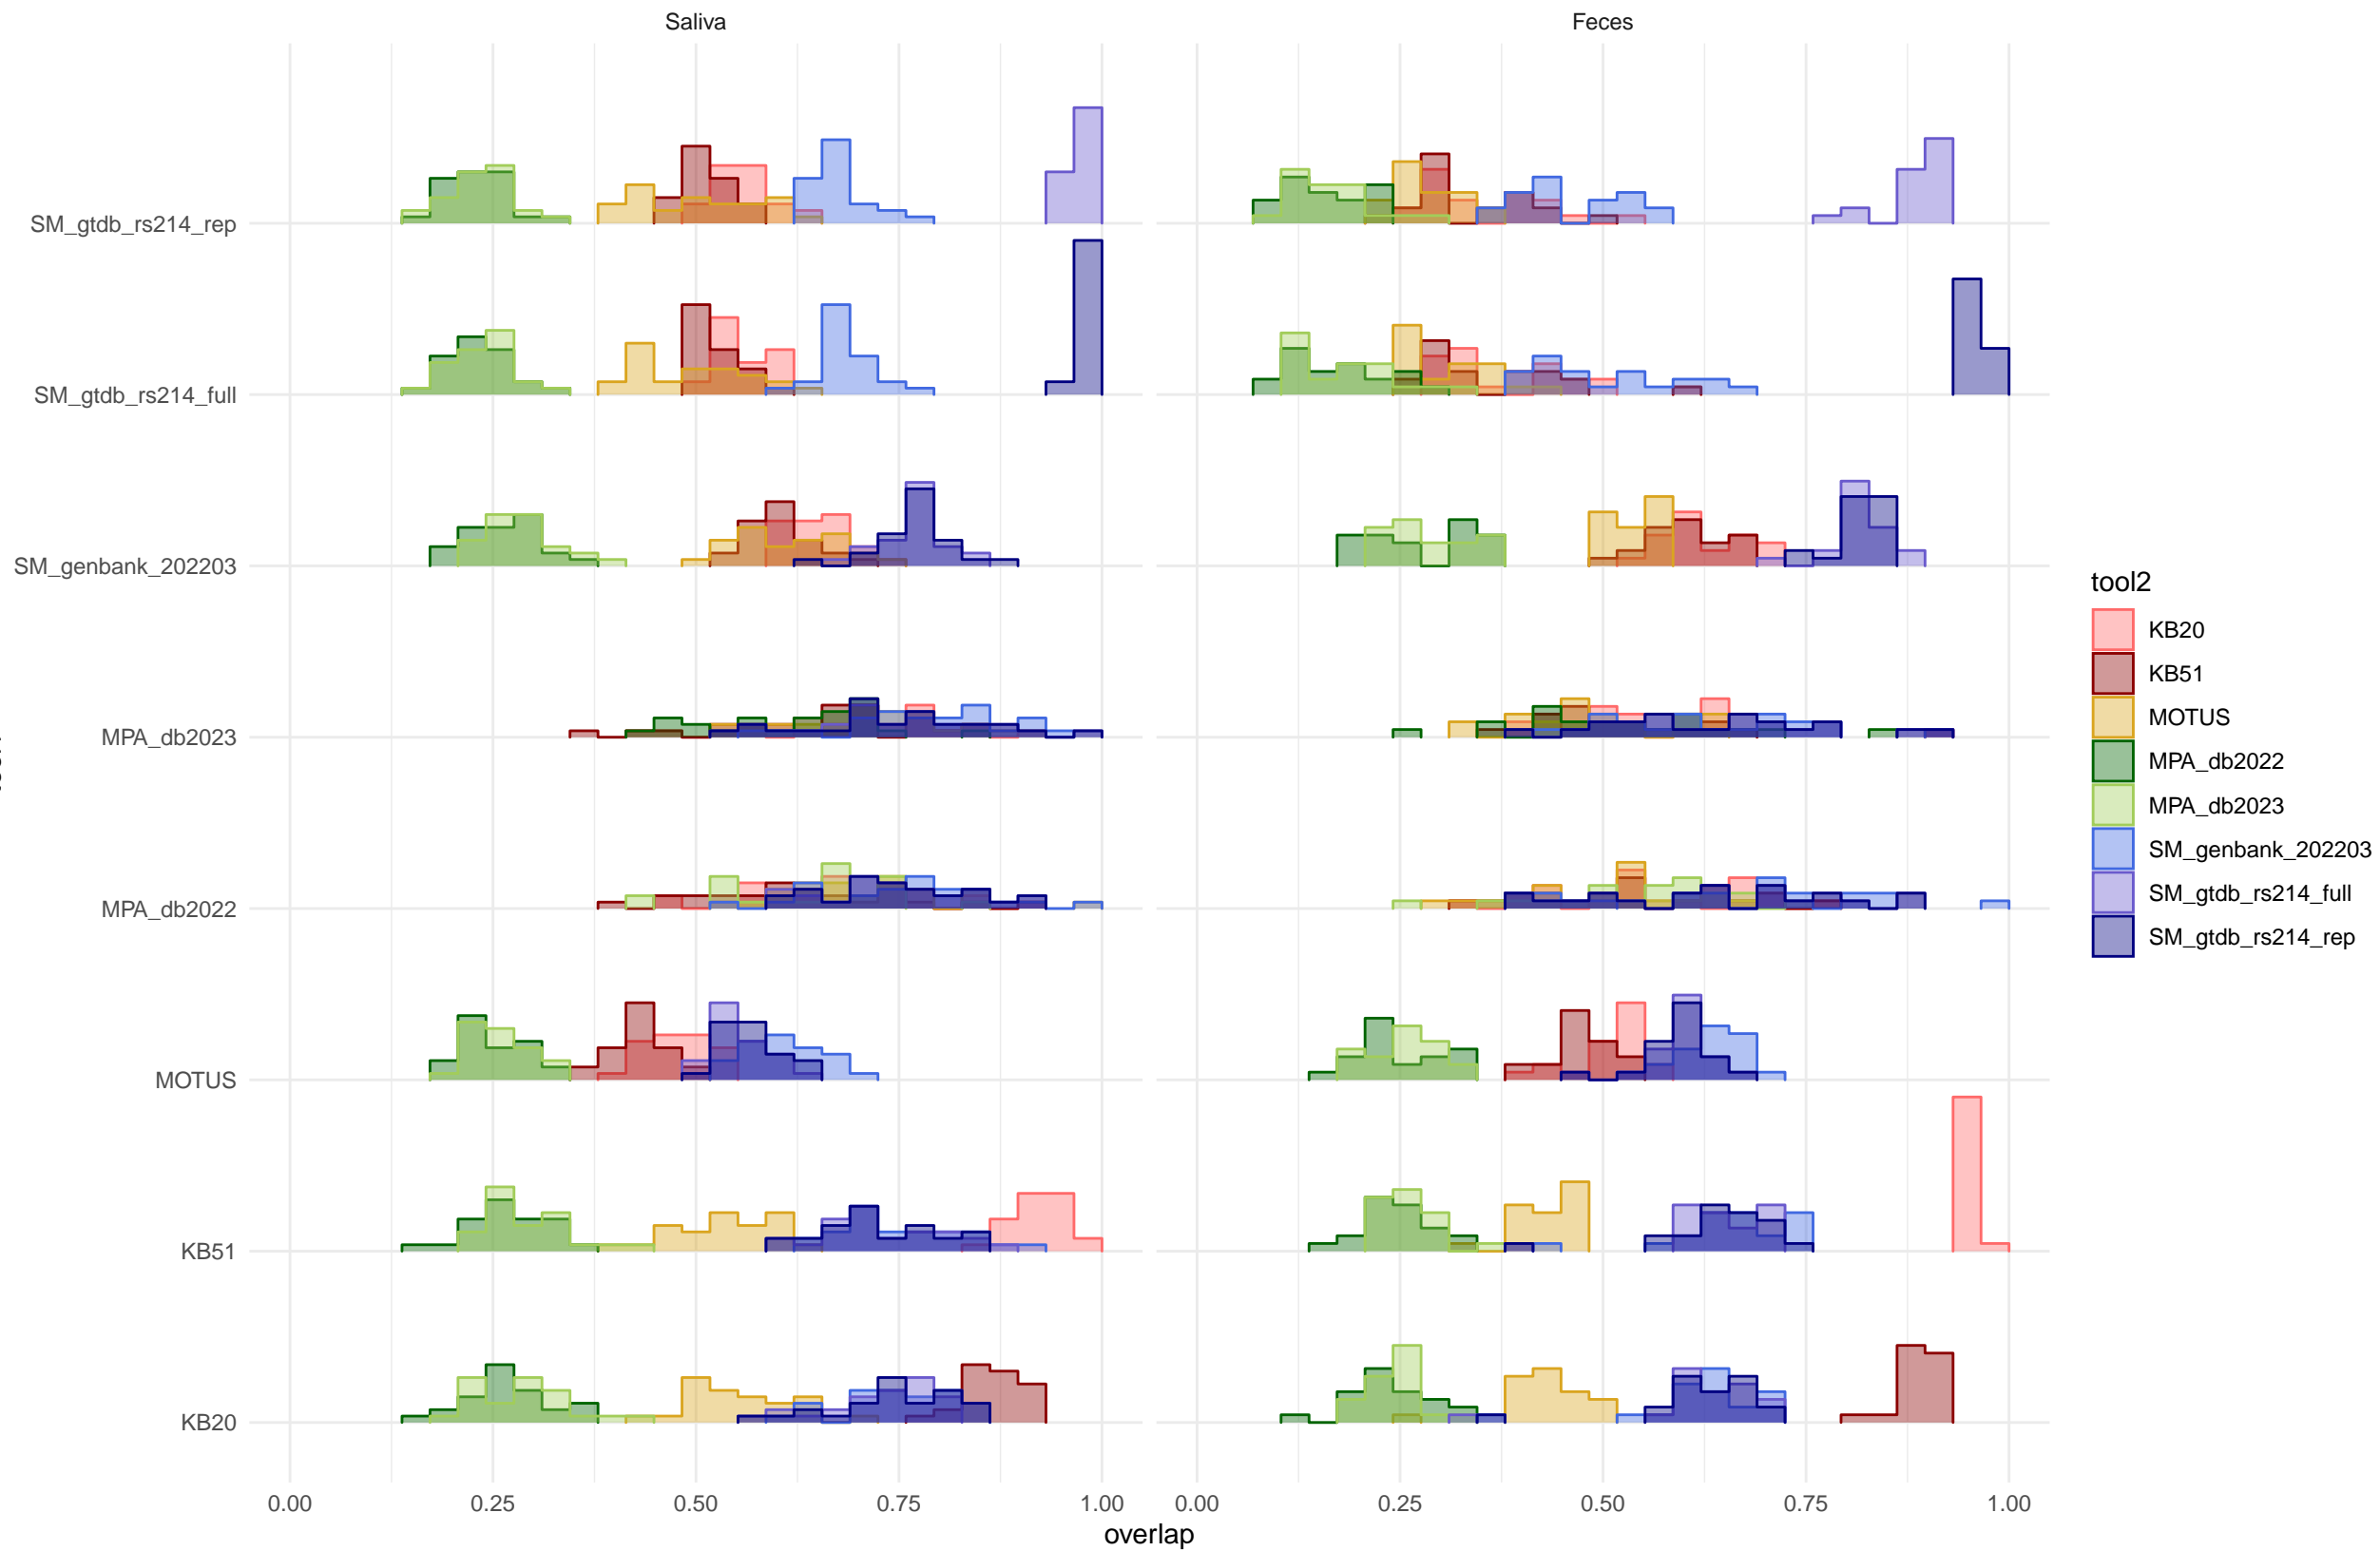 Saliva
Feces
SM_gtdb_rs214_rep
SM_gtdb_rs214_full
SM_genbank_202203
MPA_db2023
MPA_db2022
MOTUS
KB51
KB20
0.00 0.25 0.50 0.75 1.00
0.00 0.25 0.50 0.75 1.00
overlap
tool2
KB20
KB51
MOTUS
MPA_db2022
MPA_db2023
SM_genbank_202203
SM_gtdb_rs214_full
SM_gtdb_rs214_rep